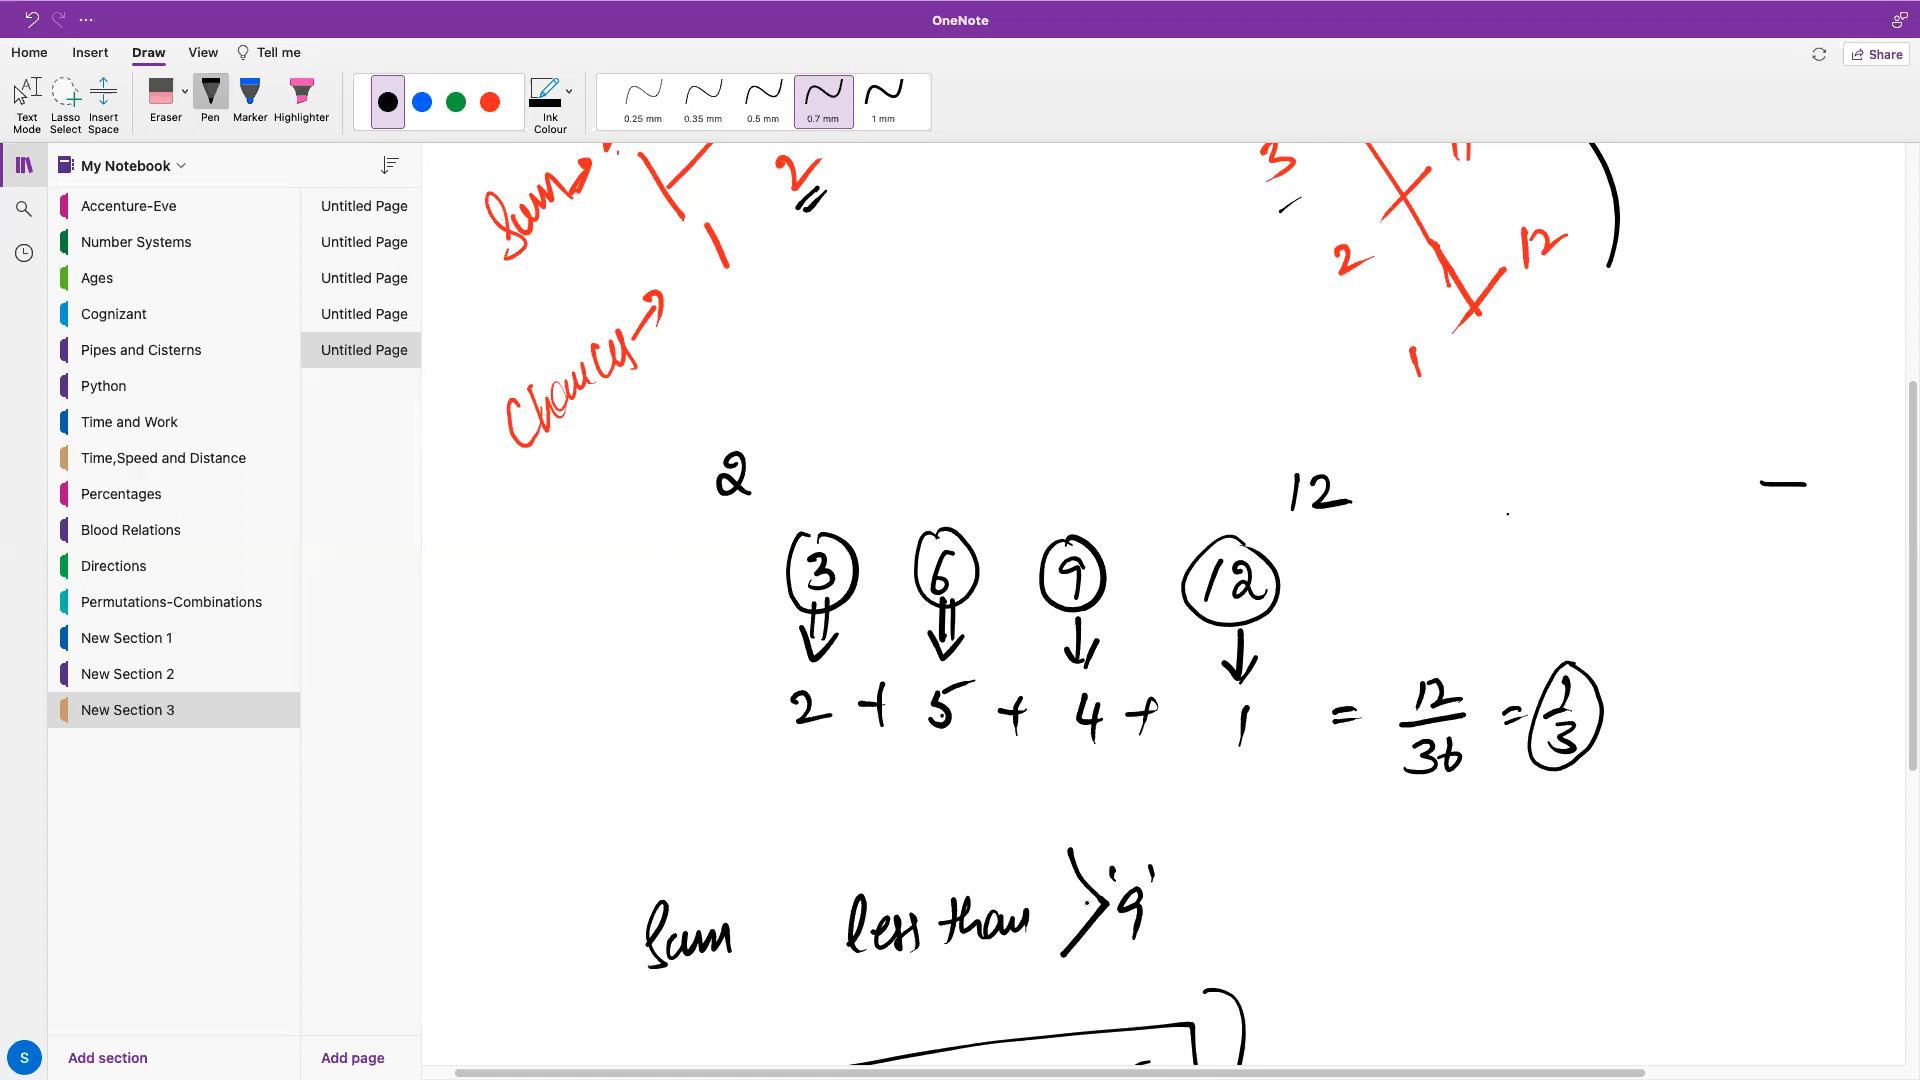 OneNote
Home Insert Draw View Tell me
Share
Text Mode
Lasso Select
Insert Space
Eraser
Pen
Marker
Highlighter
Ink Colour
0.25 mm
0.35 mm
0.5 mm
0.7 mm
1 mm
My Notebook
Accenture-Eve
Number Systems
Ages
Cognizant
Pipes and Cisterns
Python
Time and Work
Time,Speed and Distance
Percentages
Blood Relations
Directions
Permutations-Combinations
New Section 1
New Section 2
New Section 3
Untitled Page
Untitled Page
Untitled Page
Untitled Page
Untitled Page
S
Add section
Add page
Sum→ 2 3 11
1 2 12
Chances→ 1
2 12 —
3 6 9 12
2 + 5 + 4 + 1 = 12/36 = 1/3
Sum less than > '9'